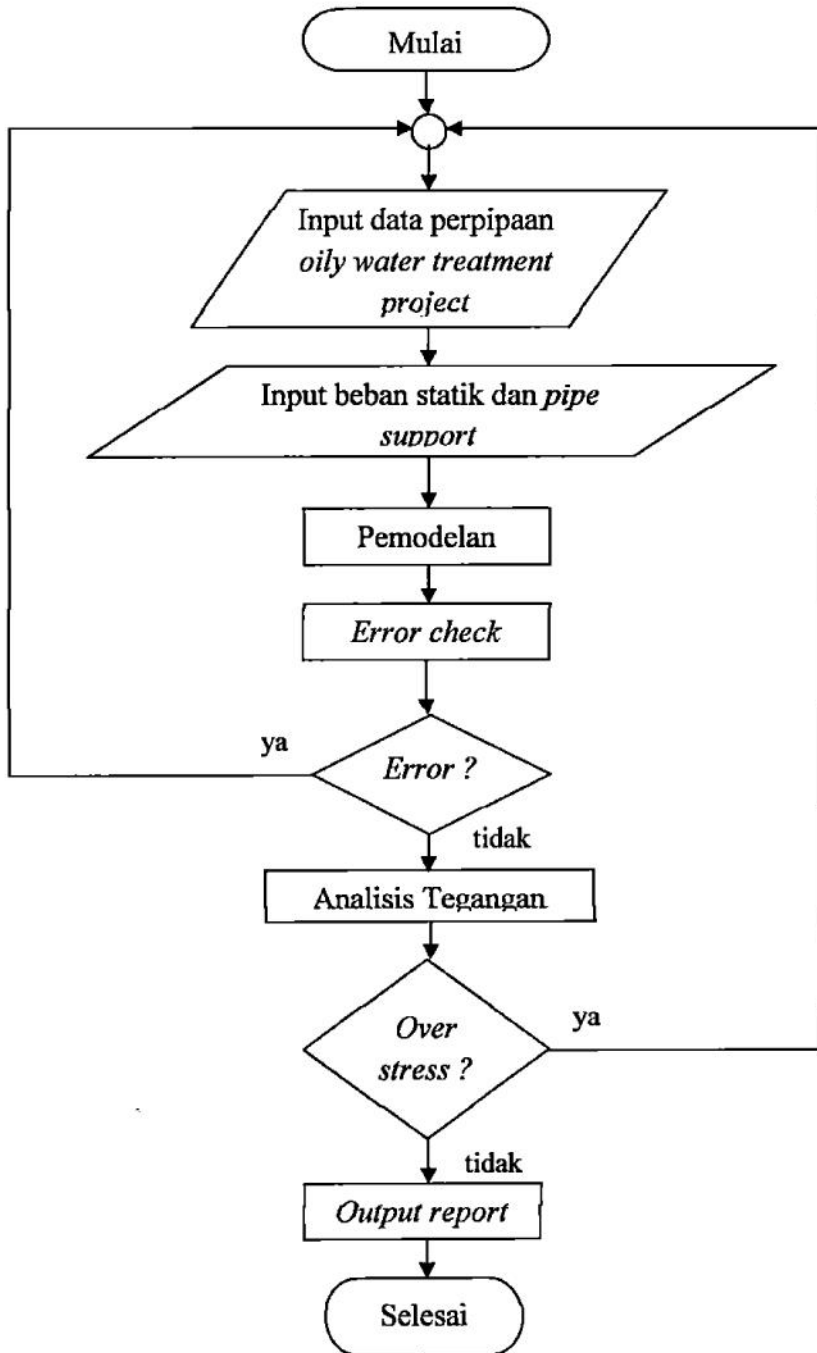 Mulai
Input data perpipaan
oily water treatment
project
Input beban statik dan pipe
support
Pemodelan
Error check
ya
Error ?
tidak
Analisis Tegangan
Over
stress ?
ya
tidak
Output report
Selesai